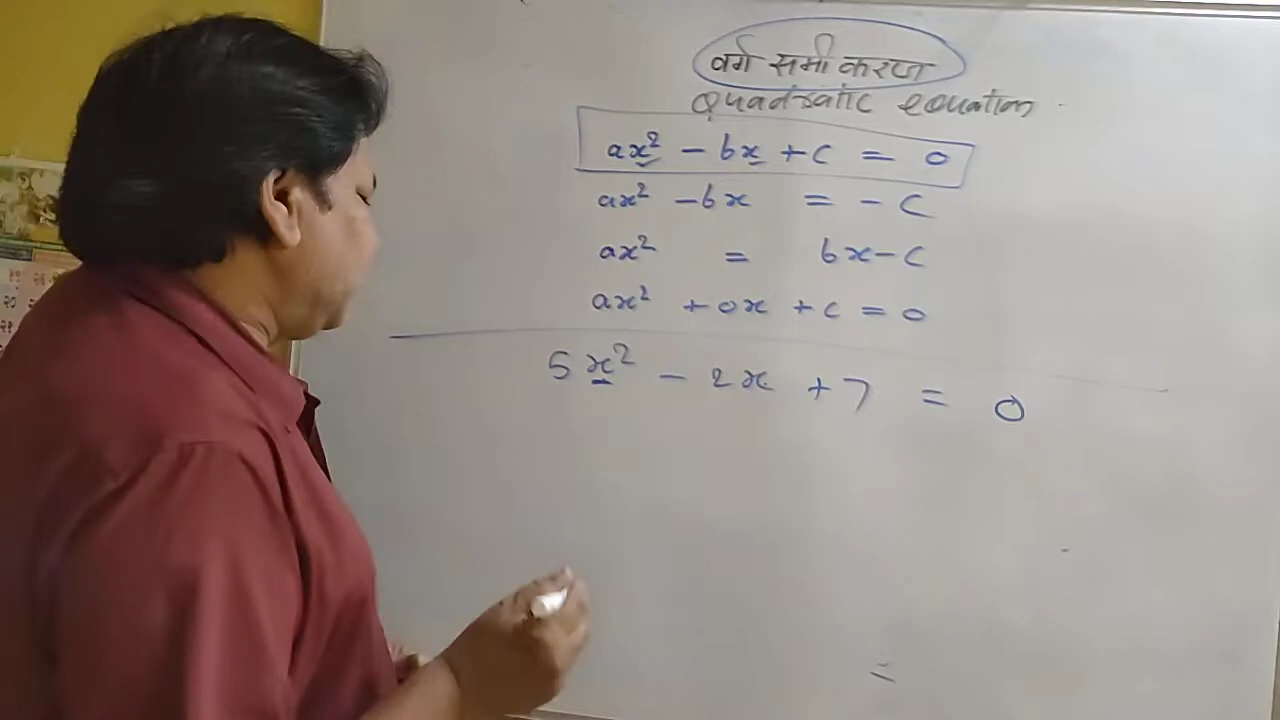 वर्ग समीकरण
Quadratic equation
ax² - bx + c = 0
ax² - bx = - c
ax² = bx - c
ax² + 0x + c = 0
5x² - 2x + 7 = 0
=